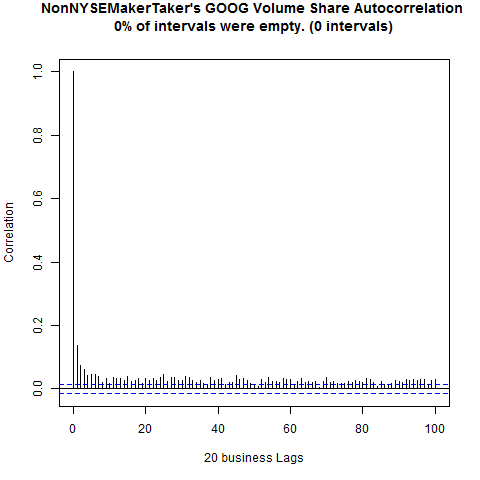 NonNYSEMakerTaker's GOOG Volume Share Autocorrelation
0% of intervals were empty. (0 intervals)
1.0
0.8
0.6
0.4
0.2
0.0
Correlation
0 20 40 60 80 100
20 business Lags